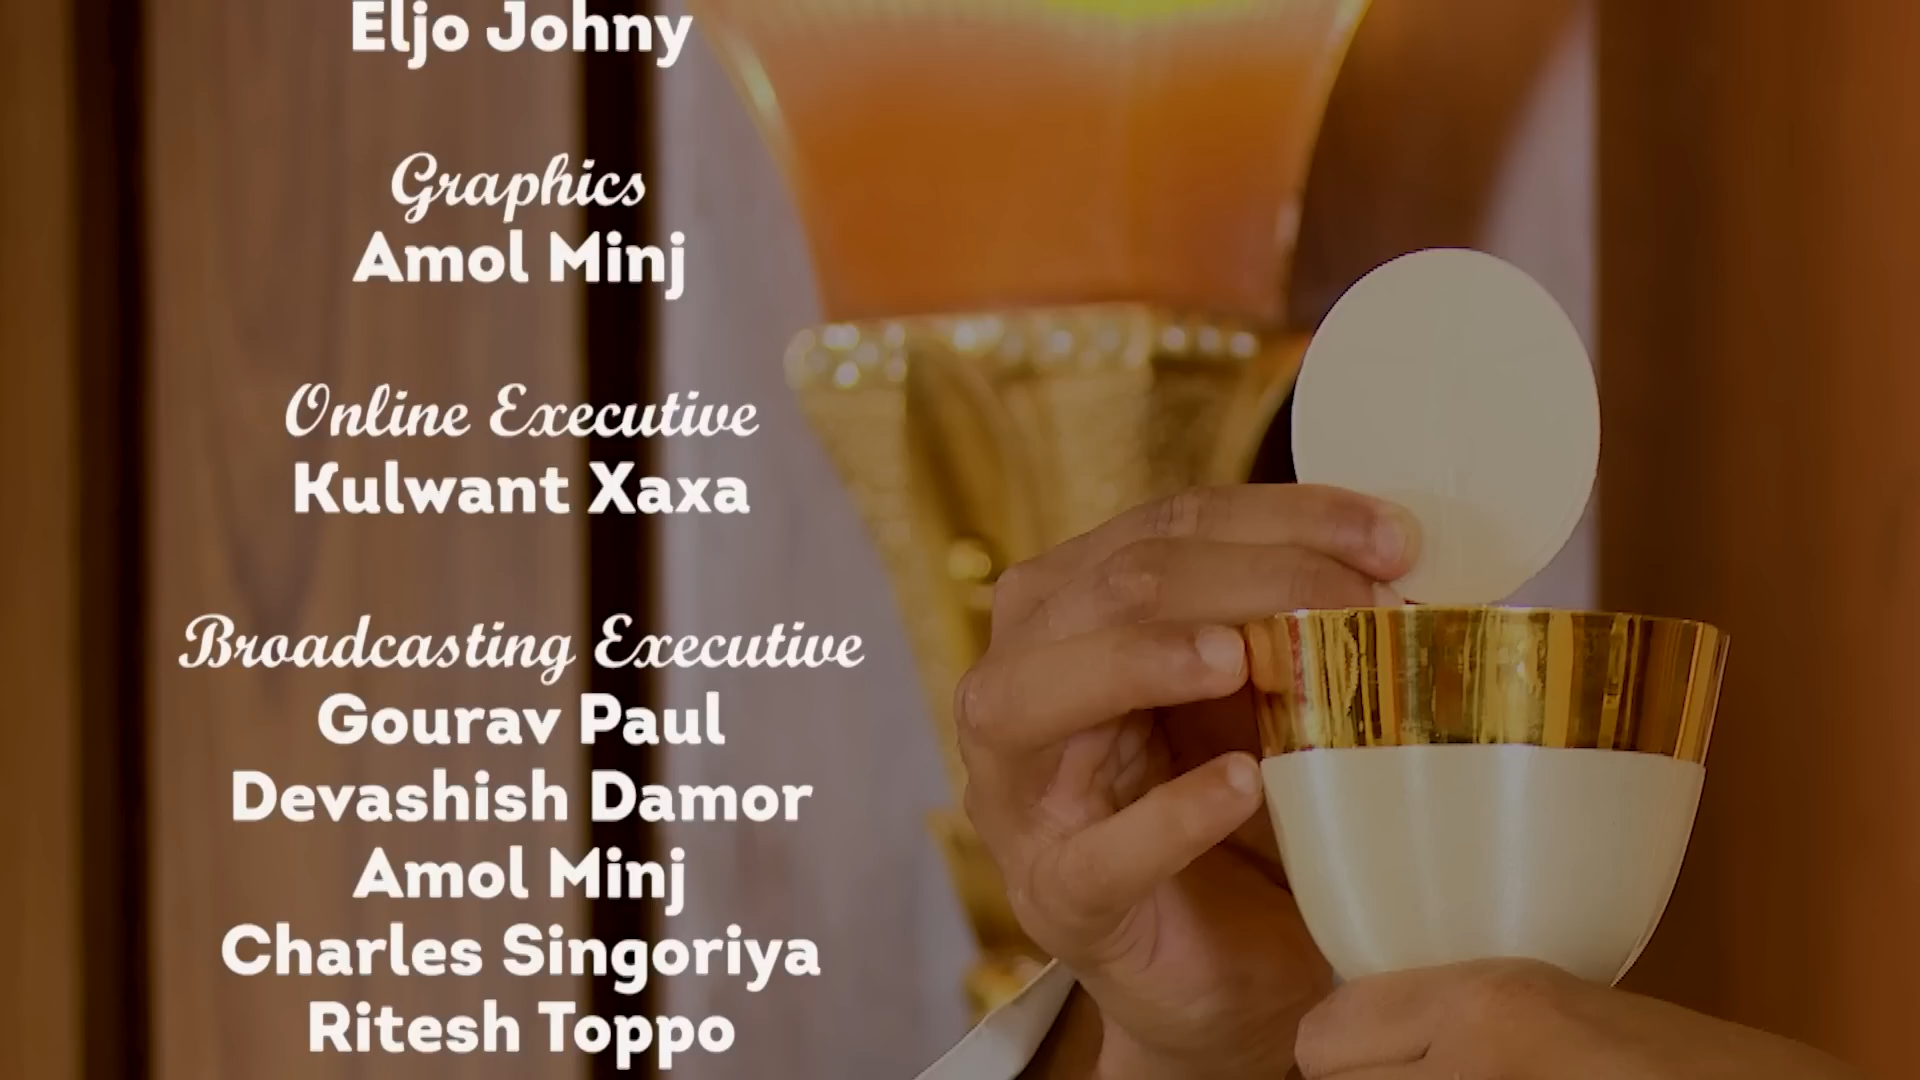 Eljo Johny
Graphics
Amol Minj
Online Executive
Kulwant Xaxa
Broadcasting Executive
Gourav Paul
Devashish Damor
Amol Minj
Charles Singoriya
Ritesh Toppo